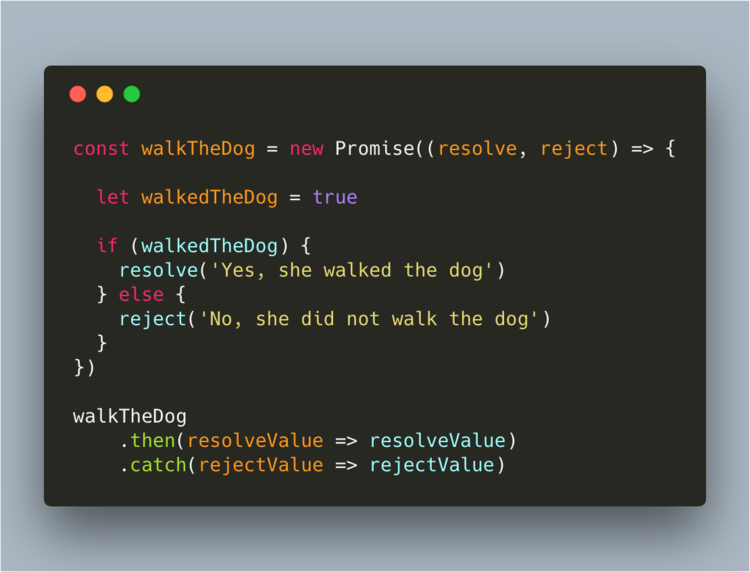 const walkTheDog = new Promise((resolve, reject) => {
let walkedTheDog = true
if (walkedTheDog) {
resolve('Yes, she walked the dog')
} else {
reject('No, she did not walk the dog')
}
})
walkTheDog
.then(resolveValue => resolveValue)
.catch(rejectValue => rejectValue)